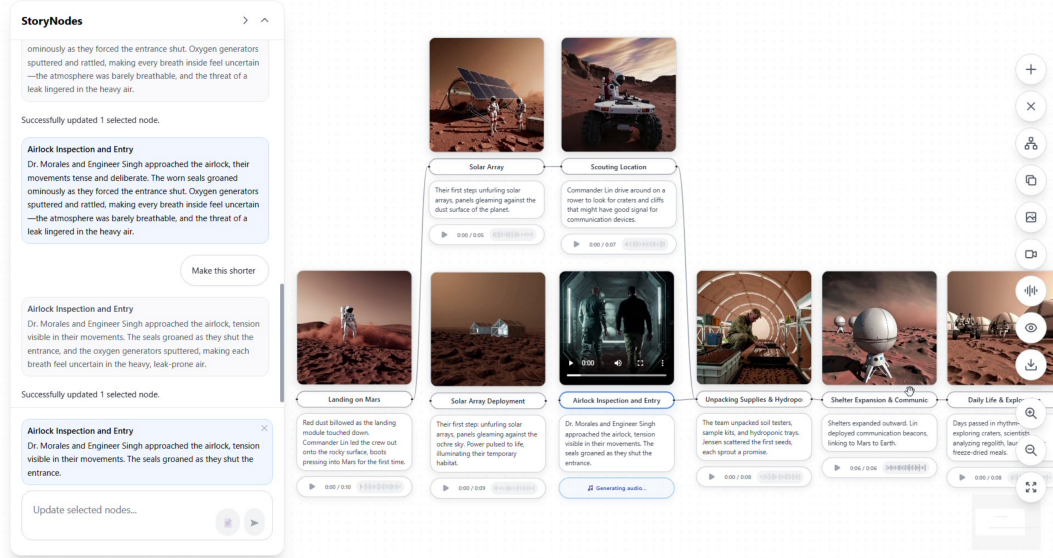 StoryNodes
ominously as they forced the entrance shut. Oxygen generators
sputtered and rattled, making every breath inside feel uncertain
—the atmosphere was barely breathable, and the threat of a
leak lingered in the heavy air.
Successfully updated 1 selected node.
Airlock Inspection and Entry
Dr. Morales and Engineer Singh approached the airlock, their
movements tense and deliberate. The worn seals groaned
ominously as they forced the entrance shut. Oxygen generators
sputtered and rattled, making every breath inside feel uncertain
—the atmosphere was barely breathable, and the threat of a
leak lingered in the heavy air.
Make this shorter
Airlock Inspection and Entry
Dr. Morales and Engineer Singh approached the airlock, tension
visible in their movements. The seals groaned as they shut the
entrance, and the oxygen generators sputtered, making each
breath feel uncertain in the heavy, leak-prone air.
Successfully updated 1 selected node.
Airlock Inspection and Entry
Dr. Morales and Engineer Singh approached the airlock, tension
visible in their movements. The seals groaned as they shut the
entrance.
Update selected nodes...
Solar Array
Their first steps: unfurling solar
arrays, panels gleaming against the
dust surface of the planet.
0:00 / 0:05
Scouting Location
Commander Lin drive around on a
rower to look for craters and cliffs
that might have good signal for
communication devices.
0:00 / 0:07
Landing on Mars
Red dust billowed as the landing
module touched down.
Commander Lin led the crew out
onto the rocky surface, boots
pressing into Mars for the first time.
0:00 / 0:10
Solar Array Deployment
Their first steps: unfurling solar
arrays, panels gleaming against the
ochre sky. Power pulsed to life,
illuminating their temporary
habitat.
0:00 / 0:09
0:00
Airlock Inspection and Entry
Dr. Morales and Engineer Singh
approached the airlock, tension
visible in their movements. The
seals groaned as they shut the
entrance.
Generating audio...
Unpacking Supplies & Hydropo
The team unpacked soil testers,
sample kits, and hydroponic trays.
Jensen scattered the first seeds,
each sprout a promise.
0:00 / 0:08
Shelter Expansion & Communic
Shelters expanded outward. Lin
deployed communication beacons,
linking to Mars to Earth.
0:06 / 0:06
Daily Life & Explo
Days passed in rhythm
exploring craters, scientists
analyzing regolith,
freeze-dried meals.
0:00 / 0:08